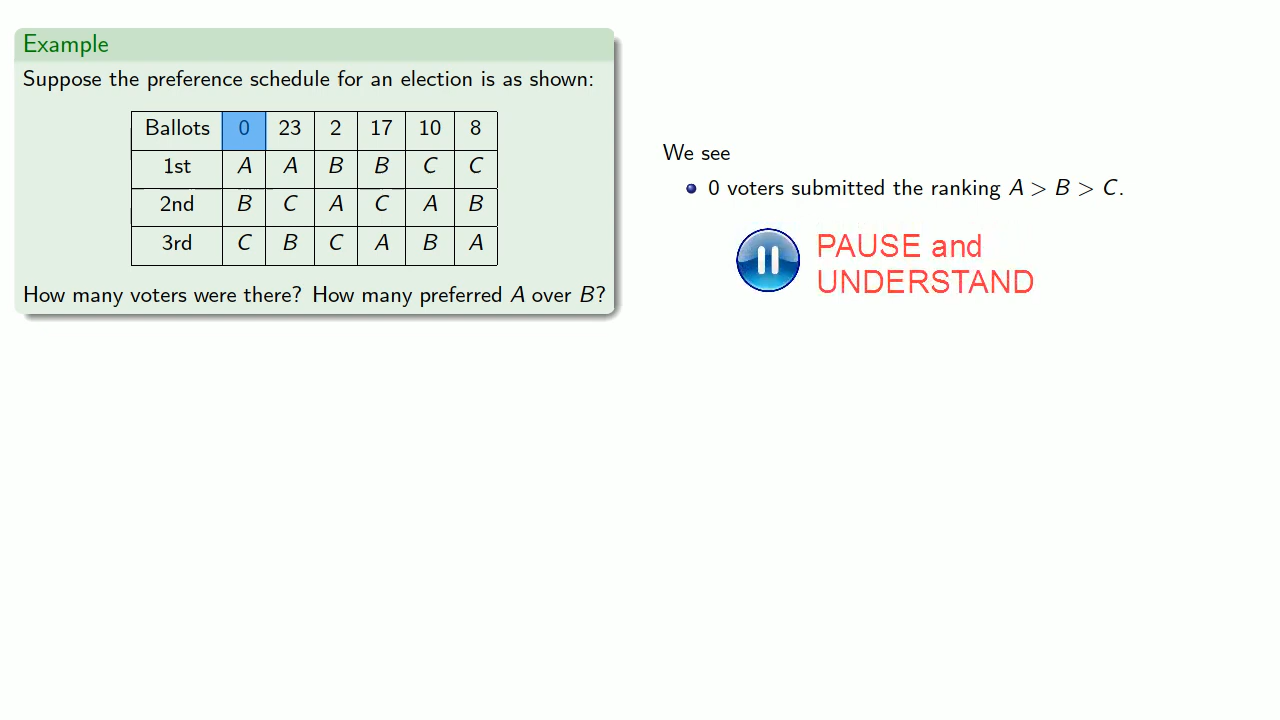 Example
Suppose the preference schedule for an election is as shown:
Ballots 0 23 2 17 10 8
1st A A B B C C
2nd B C A C A B
3rd C B C A B A
How many voters were there? How many preferred A over B?
We see
0 voters submitted the ranking A > B > C.
PAUSE and
UNDERSTAND